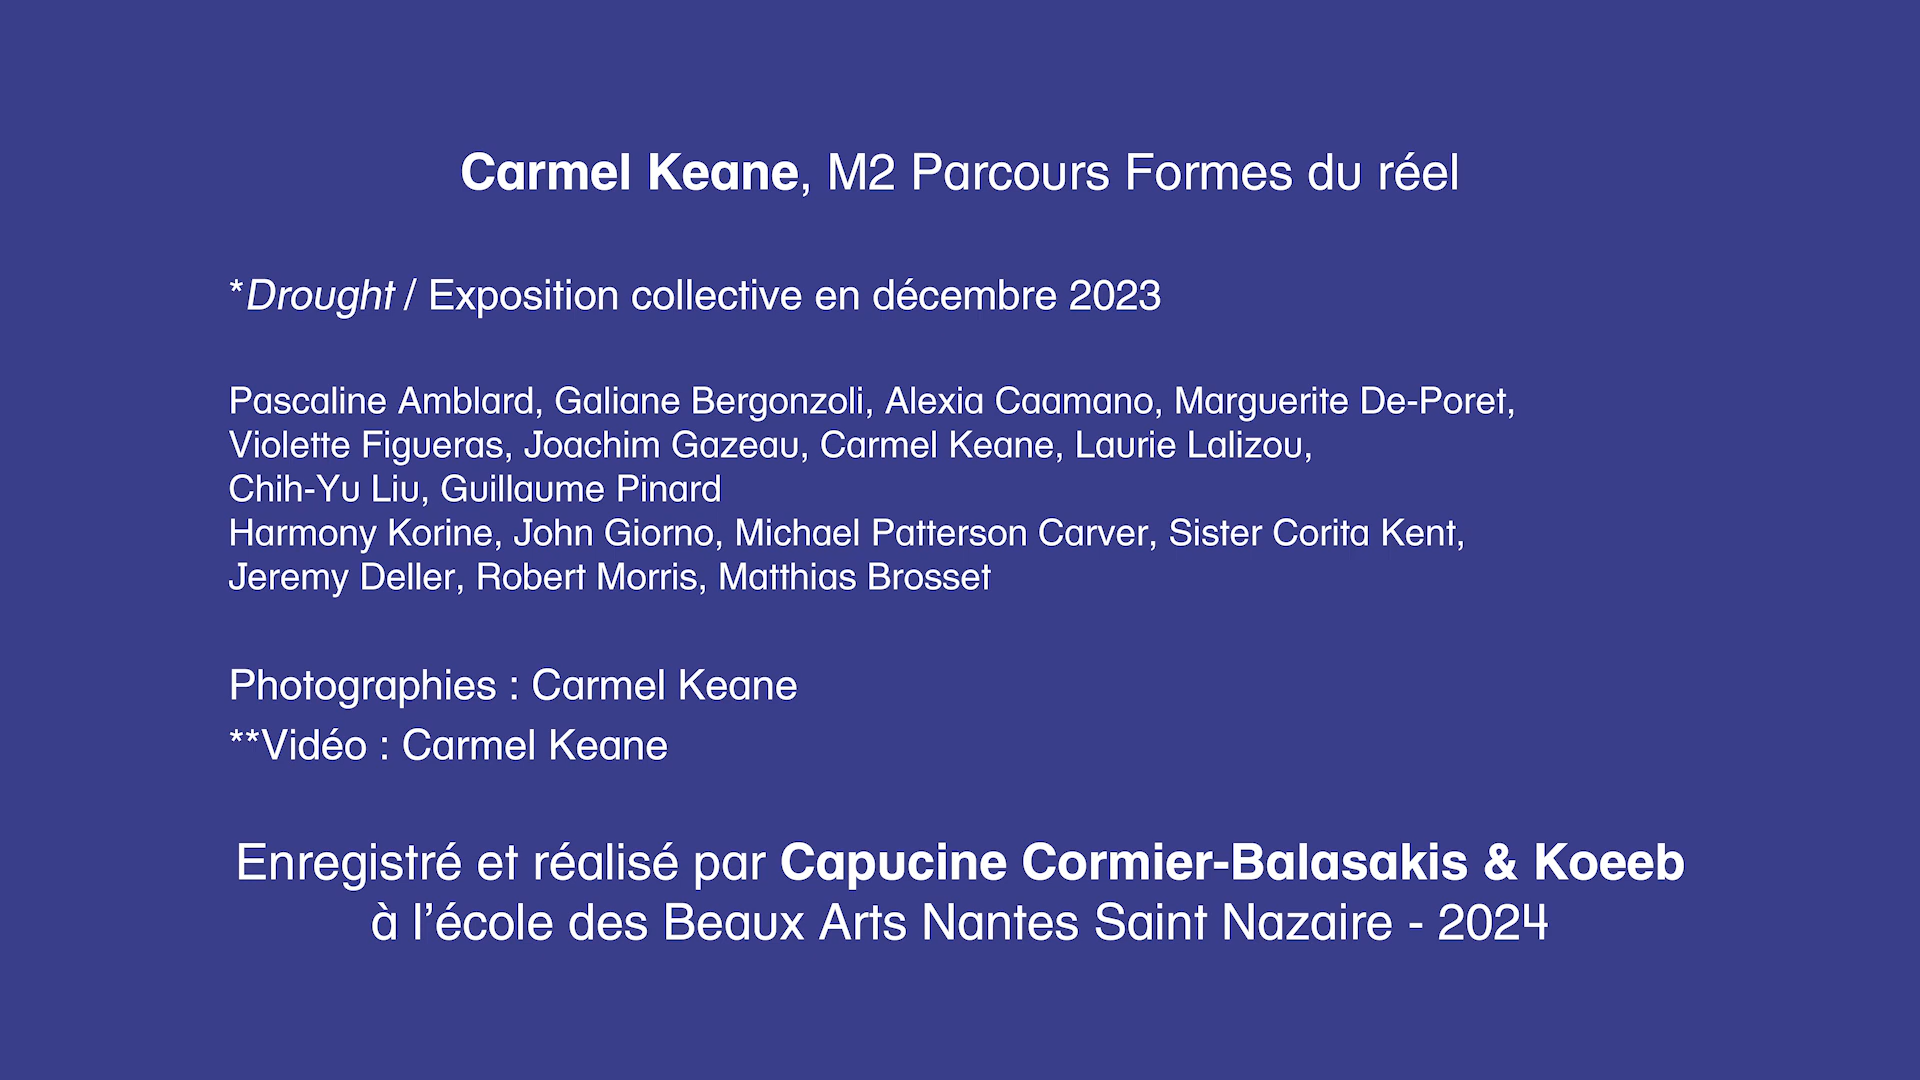 Carmel Keane, M2 Parcours Formes du réel
*Drought / Exposition collective en décembre 2023
Pascaline Amblard, Galiane Bergonzoli, Alexia Caamano, Marguerite De-Poret,
Violette Figueras, Joachim Gazeau, Carmel Keane, Laurie Lalizou,
Chih-Yu Liu, Guillaume Pinard
Harmony Korine, John Giorno, Michael Patterson Carver, Sister Corita Kent,
Jeremy Deller, Robert Morris, Matthias Brosset
Photographies : Carmel Keane
**Vidéo : Carmel Keane
Enregistré et réalisé par Capucine Cormier-Balasakis & Koeeb
à l’école des Beaux Arts Nantes Saint Nazaire - 2024